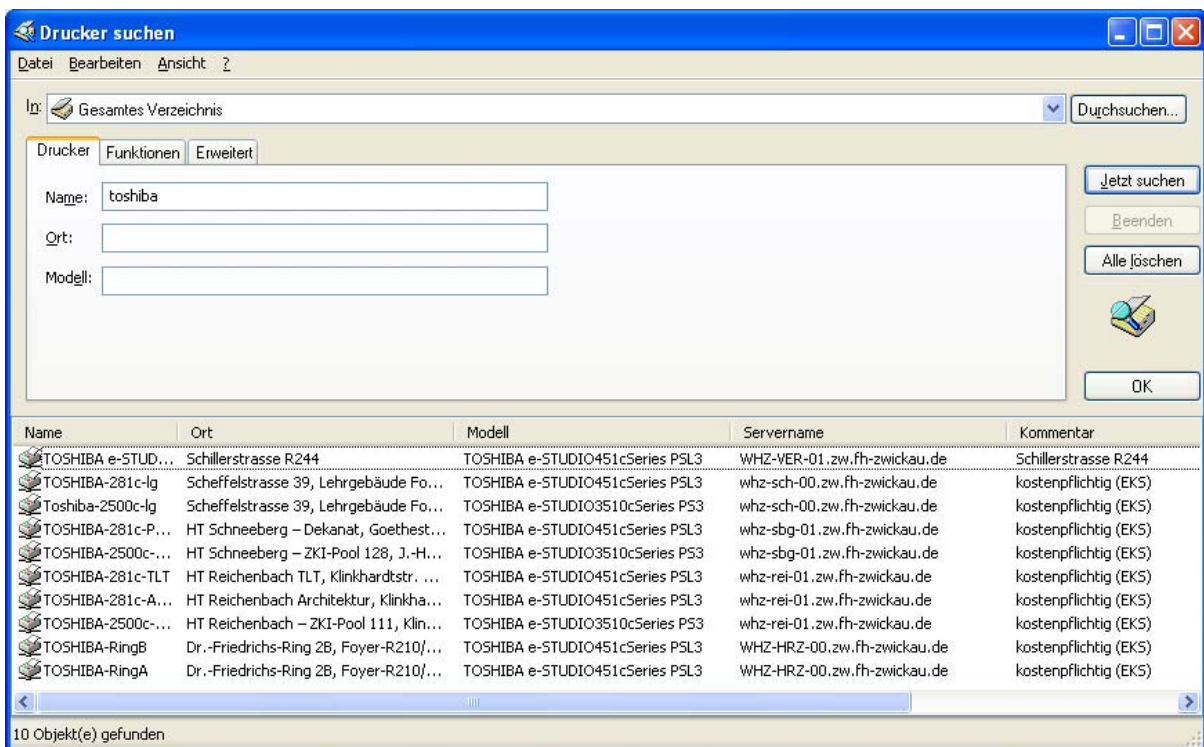 Drucker suchen
Datei Bearbeiten Ansicht ?
In: Gesamtes Verzeichnis Durchsuchen...
Drucker Funktionen Erweitert
Jetzt suchen
Name: toshiba
Beenden
Ort:
Alle löschen
Modell:
OK
Name Ort Modell Servername Kommentar
TOSHIBA e-STUD... Schillerstrasse R244 TOSHIBA e-STUDIO451cSeries PSL3 WHZ-VER-01.zw.fh-zwickau.de Schillerstrasse R244
TOSHIBA-281c-lg Scheffelstrasse 39, Lehrgebäude Fo... TOSHIBA e-STUDIO451cSeries PSL3 whz-sch-00.zw.fh-zwickau.de kostenpflichtig (EKS)
Toshiba-2500c-lg Scheffelstrasse 39, Lehrgebäude Fo... TOSHIBA e-STUDIO3510cSeries PS3 whz-sch-00.zw.fh-zwickau.de kostenpflichtig (EKS)
TOSHIBA-281c-P... HT Schneeberg – Dekanat, Goethest... TOSHIBA e-STUDIO451cSeries PSL3 whz-sbg-01.zw.fh-zwickau.de kostenpflichtig (EKS)
TOSHIBA-2500c-... HT Schneeberg – ZKI-Pool 128, J.-H... TOSHIBA e-STUDIO3510cSeries PS3 whz-sbg-01.zw.fh-zwickau.de kostenpflichtig (EKS)
TOSHIBA-281c-TLT HT Reichenbach TLT, Klinkhardtstr. ... TOSHIBA e-STUDIO451cSeries PSL3 whz-rei-01.zw.fh-zwickau.de kostenpflichtig (EKS)
TOSHIBA-281c-A... HT Reichenbach Architektur, Klinkha... TOSHIBA e-STUDIO451cSeries PSL3 whz-rei-01.zw.fh-zwickau.de kostenpflichtig (EKS)
TOSHIBA-2500c-... HT Reichenbach – ZKI-Pool 111, Klin... TOSHIBA e-STUDIO3510cSeries PS3 whz-rei-01.zw.fh-zwickau.de kostenpflichtig (EKS)
TOSHIBA-RingB Dr.-Friedrichs-Ring 2B, Foyer-R210/... TOSHIBA e-STUDIO451cSeries PSL3 WHZ-HRZ-00.zw.fh-zwickau.de kostenpflichtig (EKS)
TOSHIBA-RingA Dr.-Friedrichs-Ring 2B, Foyer-R210/... TOSHIBA e-STUDIO451cSeries PSL3 WHZ-HRZ-00.zw.fh-zwickau.de kostenpflichtig (EKS)
10 Objekt(e) gefunden